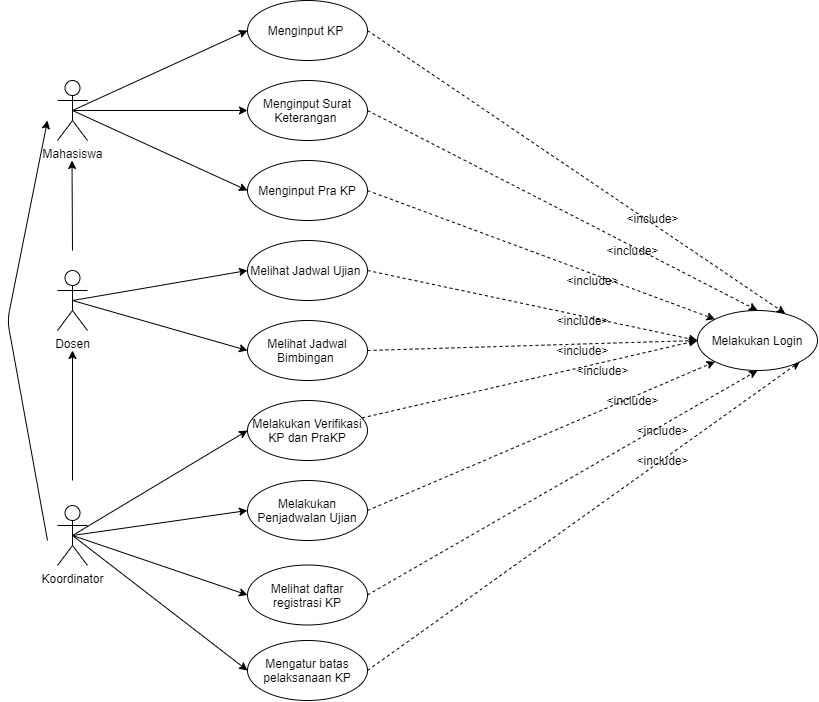 Menginput KP
Menginput Surat
Keterangan
Mahasiswa
Menginput Pra KP
<include>
<include>
Melihat Jadwal Ujian
<include>
<include>
Dosen
Melihat Jadwal
Bimbingan
Melakukan Login
<include>
<include>
Melakukan Verifikasi
KP dan PraKP
<include>
<include>
<include>
Melakukan
Penjadwalan Ujian
Koordinator
Melihat daftar
registrasi KP
Mengatur batas
pelaksanaan KP